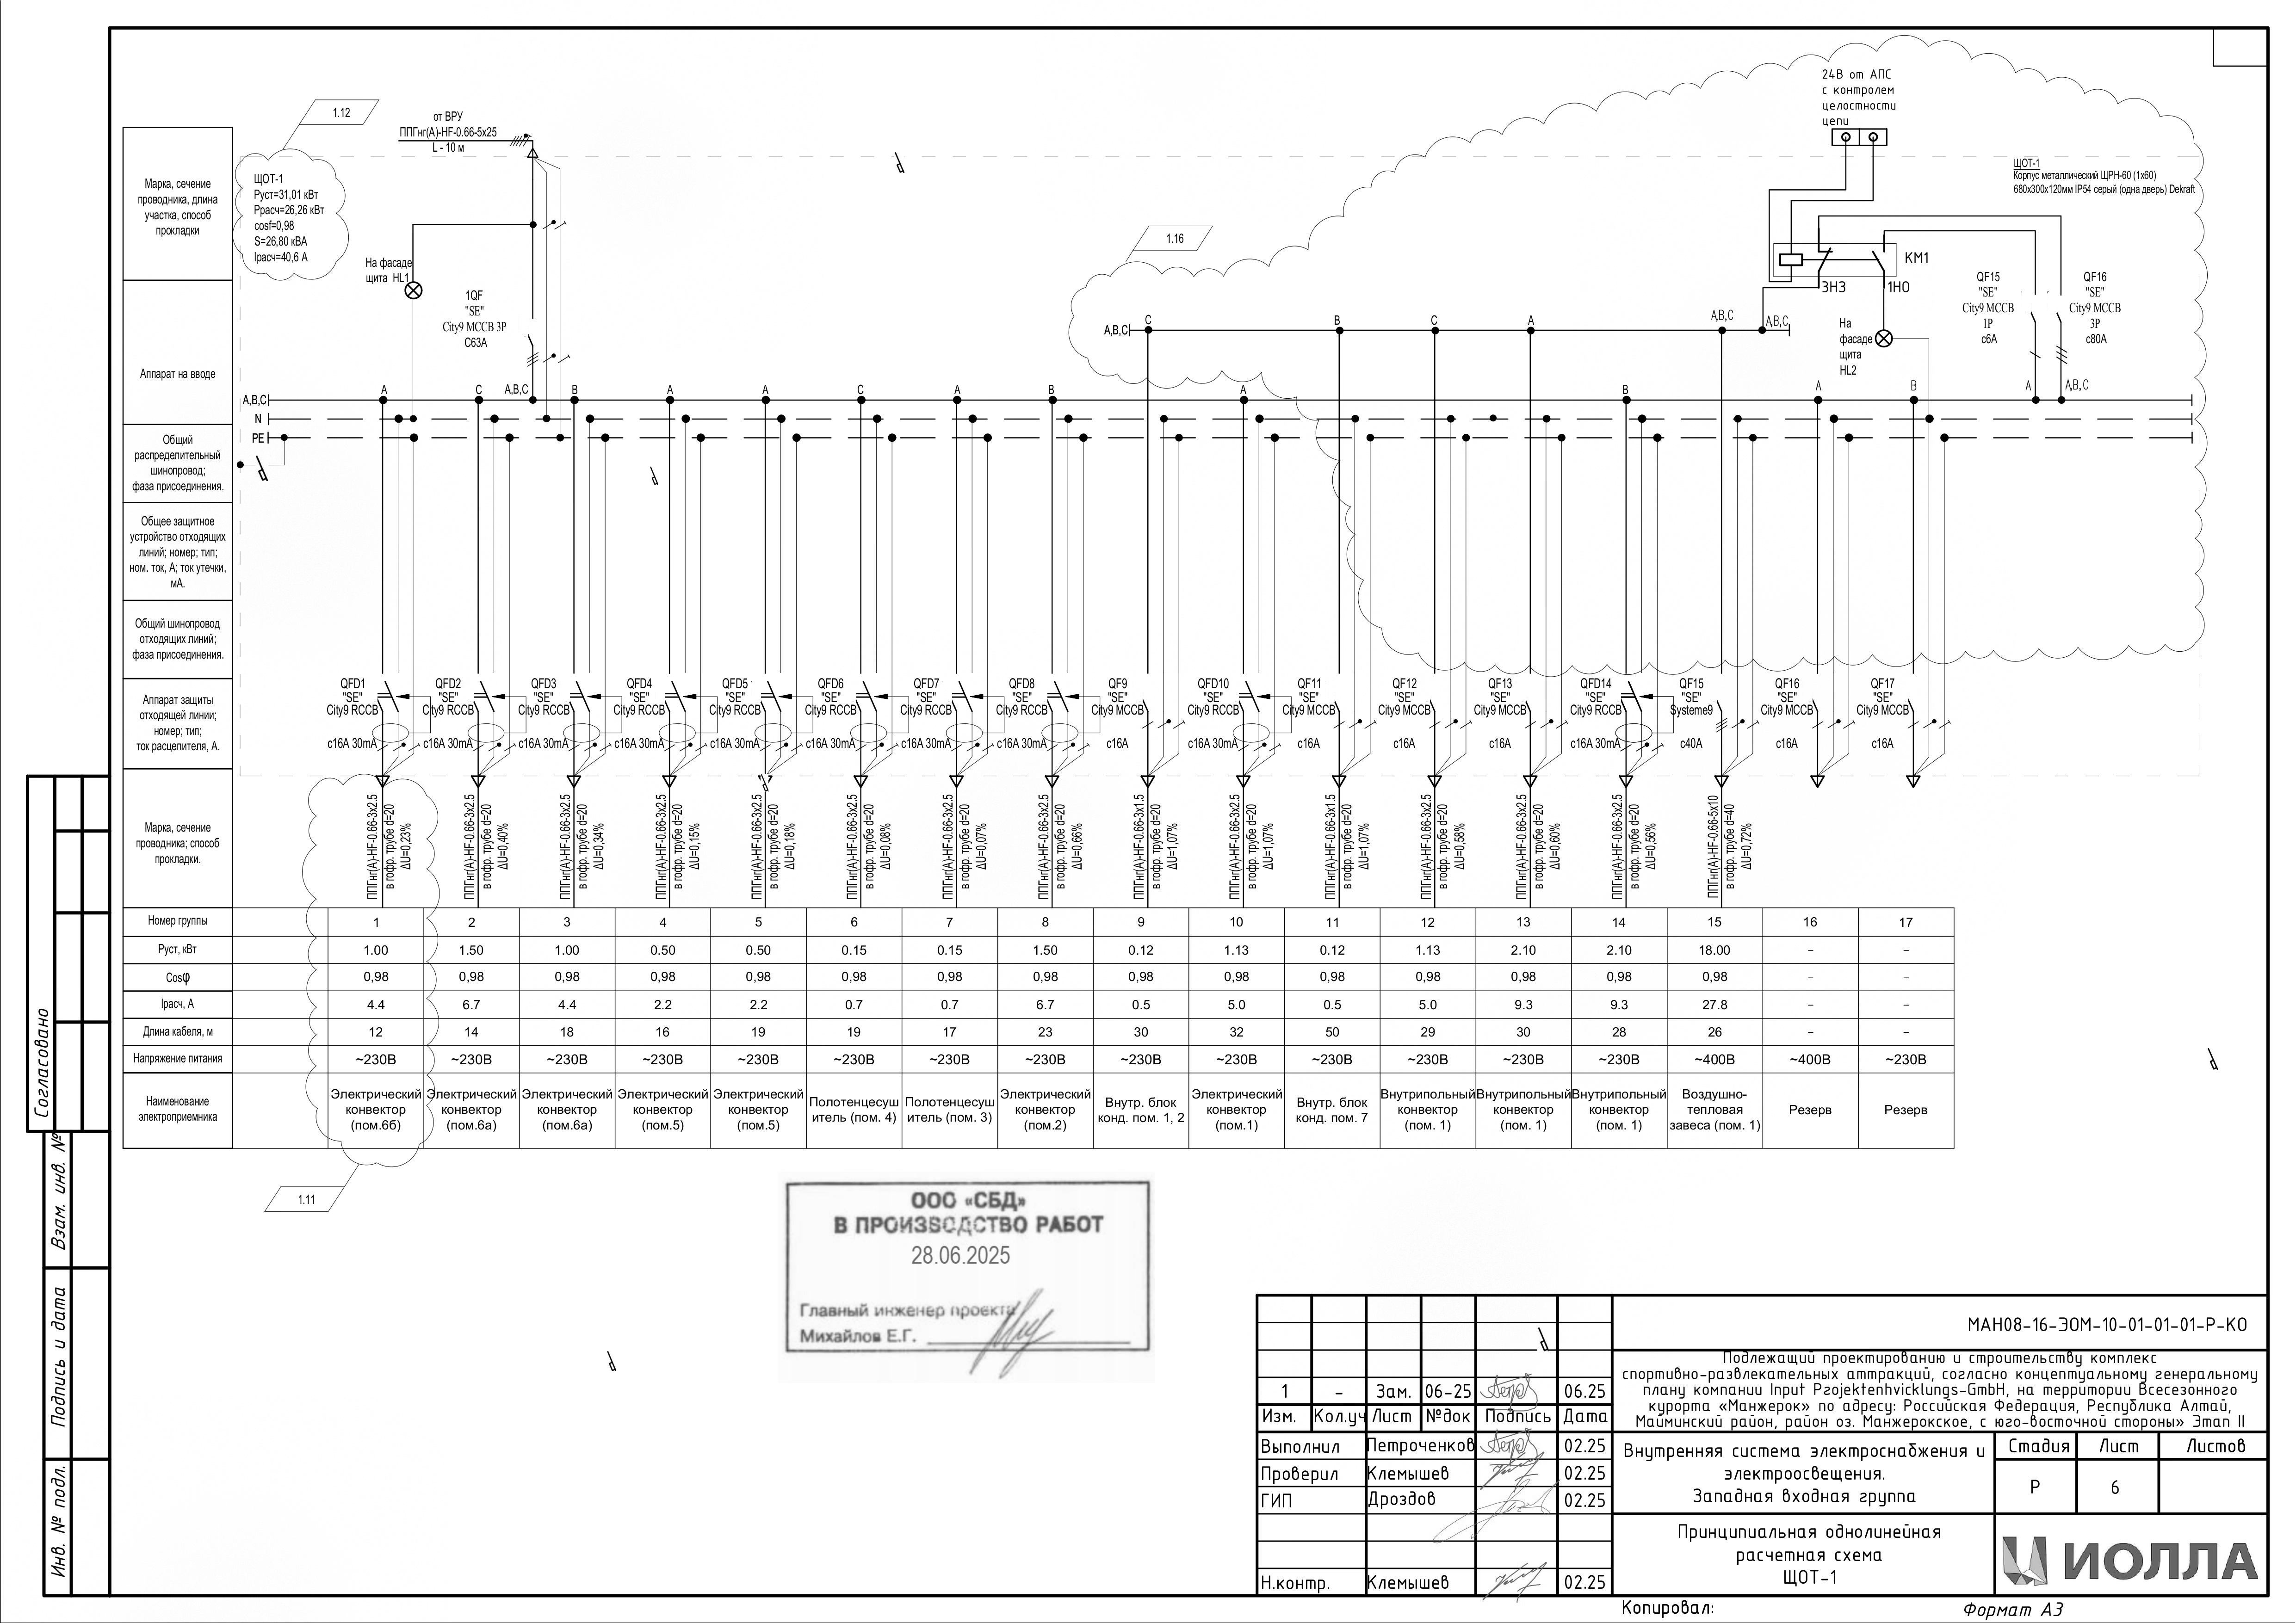 24В от АПС
с контролем
целостности
цепи
1.12
от ВРУ
ППГнг(А)-HF-0.66-5х25
L - 10 м
ЩОТ-1
Корпус металлический ЩРН-60 (1х60)
680х300х120мм IP54 серый (одна дверь) Dekraft
Марка, сечение
проводника, длина
участка, способ
прокладки
ЩОТ-1
Руст=31,01 кВт
Ррасч=26,26 кВт
cosf=0,98
S=26,80 кВА
Iрасч=40,6 А
1.16
На фасаде
щита HL1
1QF
"SE"
City9 MCCB 3P
C63A
КМ1
3НЗ
1НО
QF15
"SE"
City9 MCCB
1P
c6A
QF16
"SE"
City9 MCCB
3P
c80A
На
фасаде
щита
HL2
A,B,C
C
B
C
A
A,B,C
A,B,C
Аппарат на вводе
A,B,C
A
C
A,B,C
B
A
A
C
A
B
A
B
A
B
A
A,B,C
N
PE
Общий
распределительный
шинопровод;
фаза присоединения.
Общее защитное
устройство отходящих
линий; номер; тип;
ном. ток, А; ток утечки,
мА.
Общий шинопровод
отходящих линий;
фаза присоединения.
Аппарат защиты
отходящей линии;
номер; тип;
ток расцепителя, А.
QFD1
"SE"
City9 RCCB
c16A 30mA
QFD2
"SE"
City9 RCCB
c16A 30mA
QFD3
"SE"
City9 RCCB
c16A 30mA
QFD4
"SE"
City9 RCCB
c16A 30mA
QFD5
"SE"
City9 RCCB
c16A 30mA
QFD6
"SE"
City9 RCCB
c16A 30mA
QFD7
"SE"
City9 RCCB
c16A 30mA
QFD8
"SE"
City9 RCCB
c16A 30mA
QF9
"SE"
City9 MCCB
c16A
QFD10
"SE"
City9 RCCB
c16A 30mA
QF11
"SE"
City9 MCCB
c16A
QF12
"SE"
City9 MCCB
c16A
QF13
"SE"
City9 MCCB
c16A
QFD14
"SE"
City9 RCCB
c16A 30mA
QF15
"SE"
Systeme9
c40A
QF16
"SE"
City9 MCCB
c16A
QF17
"SE"
City9 MCCB
c16A
Марка, сечение
проводника; способ
прокладки.
ППГнг(А)-HF-0.66-3х2.5
в гофр. трубе d=20
ΔU=0,23%
ППГнг(А)-HF-0.66-3х2.5
в гофр. трубе d=20
ΔU=0,40%
ППГнг(А)-HF-0.66-3х2.5
в гофр. трубе d=20
ΔU=0,34%
ППГнг(А)-HF-0.66-3х2.5
в гофр. трубе d=20
ΔU=0,15%
ППГнг(А)-HF-0.66-3х2.5
в гофр. трубе d=20
ΔU=0,18%
ППГнг(А)-HF-0.66-3х2.5
в гофр. трубе d=20
ΔU=0,08%
ППГнг(А)-HF-0.66-3х2.5
в гофр. трубе d=20
ΔU=0,07%
ППГнг(А)-HF-0.66-3х2.5
в гофр. трубе d=20
ΔU=0,66%
ППГнг(А)-HF-0.66-3х1.5
в гофр. трубе d=20
ΔU=1,07%
ППГнг(А)-HF-0.66-3х2.5
в гофр. трубе d=20
ΔU=1,07%
ППГнг(А)-HF-0.66-3х1.5
в гофр. трубе d=20
ΔU=1,07%
ППГнг(А)-HF-0.66-3х2.5
в гофр. трубе d=20
ΔU=0,58%
ППГнг(А)-HF-0.66-3х2.5
в гофр. трубе d=20
ΔU=0,60%
ППГнг(А)-HF-0.66-3х2.5
в гофр. трубе d=20
ΔU=0,56%
ППГнг(А)-HF-0.66-5х10
в гофр. трубе d=40
ΔU=0,72%
Номер группы 1 2 3 4 5 6 7 8 9 10 11 12 13 14 15 16 17
Руст, кВт 1.00 1.50 1.00 0.50 0.50 0.15 0.15 1.50 0.12 1.13 0.12 1.13 2.10 2.10 18.00 – –
Cosφ 0,98 0,98 0,98 0,98 0,98 0,98 0,98 0,98 0,98 0,98 0,98 0,98 0,98 0,98 0,98 – –
Iрасч, А 4.4 6.7 4.4 2.2 2.2 0.7 0.7 6.7 0.5 5.0 0.5 5.0 9.3 9.3 27.8 – –
Длина кабеля, м 12 14 18 16 19 19 17 23 30 32 50 29 30 28 26 – –
Напряжение питания ~230В ~230В ~230В ~230В ~230В ~230В ~230В ~230В ~230В ~230В ~230В ~230В ~230В ~230В ~400В ~400В ~230В
Наименование
электроприемника
Электрический
конвектор
(пом.6б)
Электрический
конвектор
(пом.6а)
Электрический
конвектор
(пом.6а)
Электрический
конвектор
(пом.5)
Электрический
конвектор
(пом.5)
Полотенцесуш
итель (пом. 4)
Полотенцесуш
итель (пом. 3)
Электрический
конвектор
(пом.2)
Внутр. блок
конд. пом. 1, 2
Электрический
конвектор
(пом.1)
Внутр. блок
конд. пом. 7
Внутрипольный
конвектор
(пом. 1)
Внутрипольный
конвектор
(пом. 1)
Внутрипольный
конвектор
(пом. 1)
Воздушно-
тепловая
завеса (пом. 1)
Резерв
Резерв
1.11
ООО «СБД»
В ПРОИЗВОДСТВО РАБОТ
28.06.2025
Главный инженер проекта
Михайлов Е.Г.
Согласовано
Взам. инв. №
Подпись и дата
Инв. № подл.
МАН08-16-ЭОМ-10-01-01-01-Р-КО
Подлежащий проектированию и строительству комплекс
спортивно-развлекательных аттракций, согласно концептуальному генеральному
плану компании Input Projektenhvicklungs-GmbH, на территории Всесезонного
курорта «Манжерок» по адресу: Российская Федерация, Республика Алтай,
Майминский район, район оз. Манжерокское, с юго-восточной стороны» Этап II
1 – Зам. 06-25 06.25
Изм. Кол.уч Лист №док Подпись Дата
Выполнил Петроченков 02.25
Проверил Клемышев 02.25
ГИП Дроздов 02.25
Н.контр. Клемышев 02.25
Внутренняя система электроснабжения и
электроосвещения.
Западная входная группа
Стадия Лист Листов
Р 6
Принципиальная однолинейная
расчетная схема
ЩОТ-1
ИОЛЛА
Копировал:
Формат А3